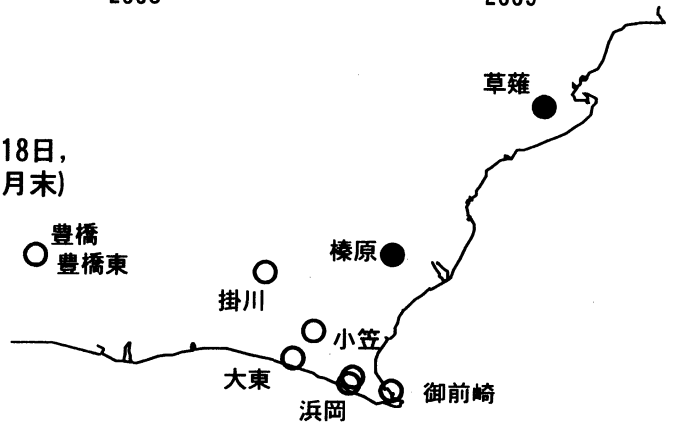 草薙
18日,
月末)
豊橋
豊橋東
榛原
掛川
小笠
大東
浜岡
御前崎